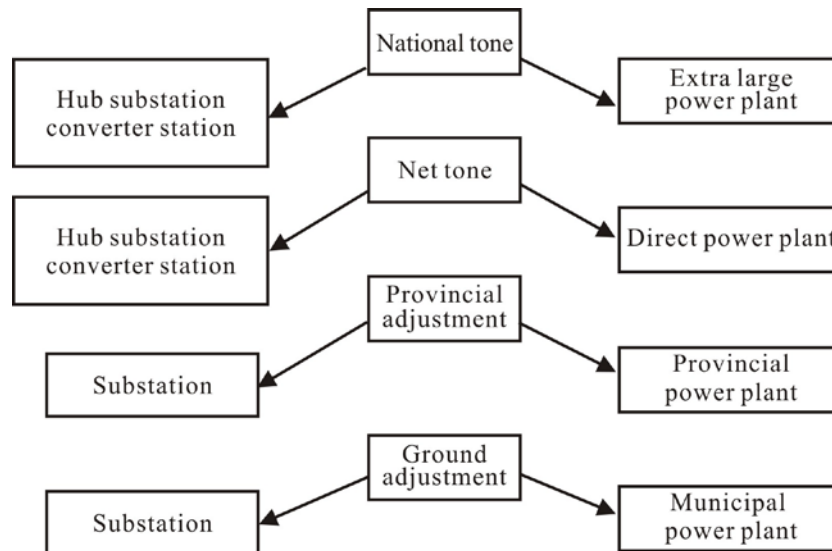 National tone
Hub substation
converter station
Extra large
power plant
Net tone
Hub substation
converter station
Direct power plant
Provincial
adjustment
Substation
Provincial
power plant
Ground
adjustment
Substation
Municipal
power plant